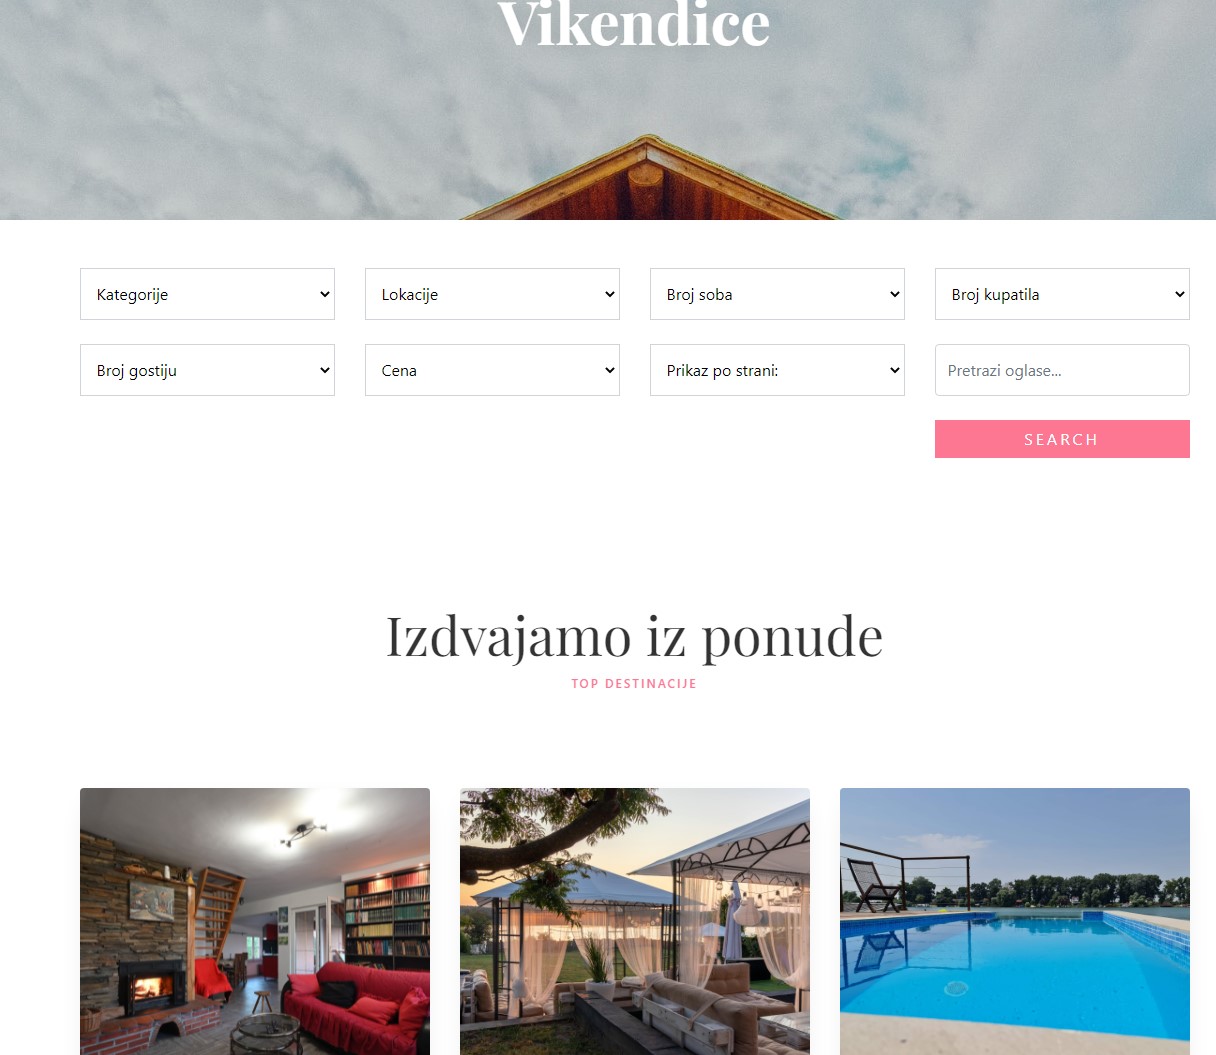 Vikendice
Kategorije
Lokacije
Broj soba
Broj kupatila
Broj gostiju
Cena
Prikaz po strani:
Pretrazi oglase...
SEARCH
Izdvajamo iz ponude
TOP DESTINACIJE